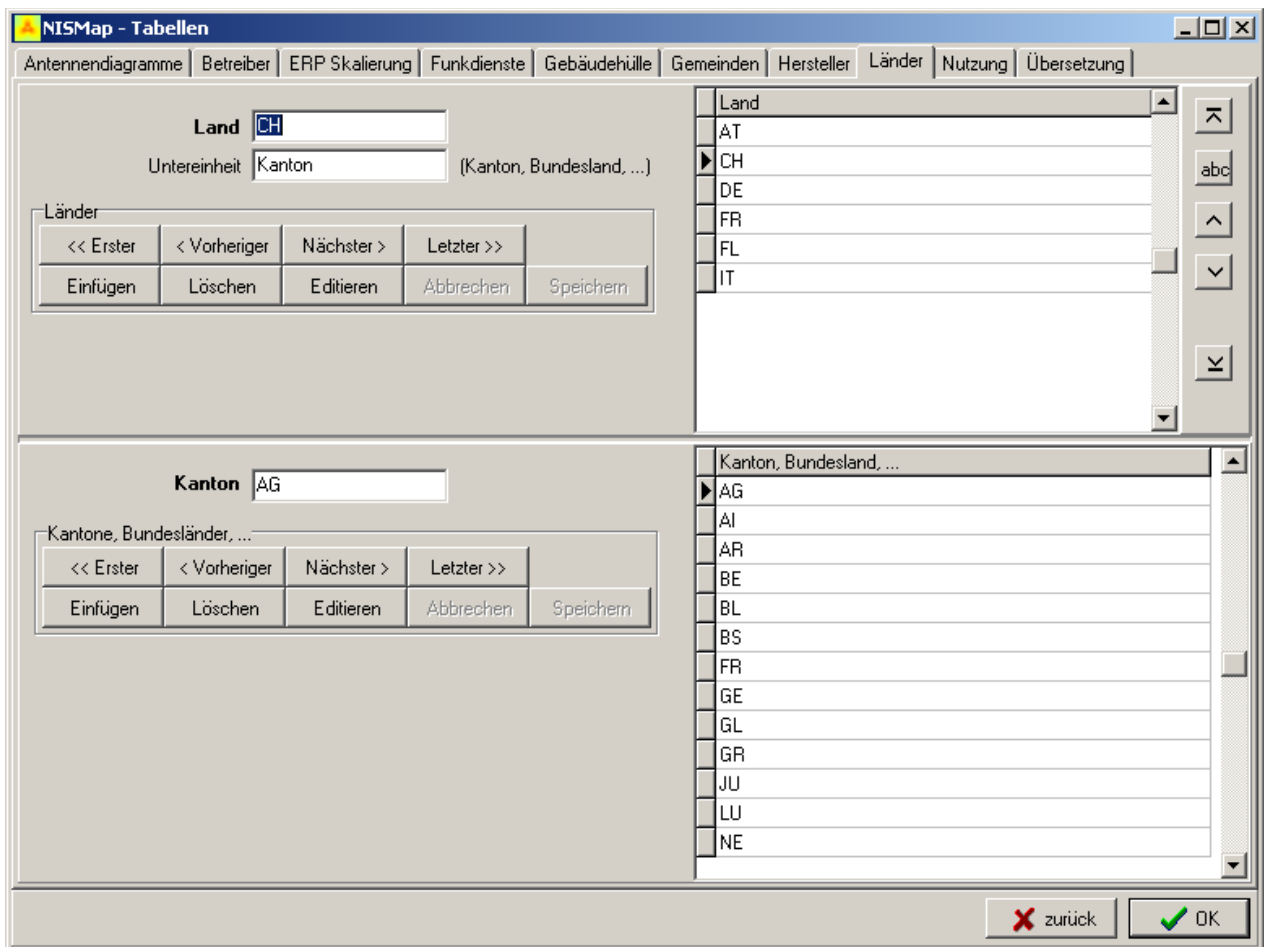 NISMap - Tabellen
Antennendiagramme Betreiber ERP Skalierung Funkdienste Gebäudehülle Gemeinden Hersteller Länder Nutzung Übersetzung
Land CH
Untereinheit Kanton (Kanton, Bundesland, ...)
Länder
<< Erster < Vorheriger Nächster > Letzter >>
Einfügen Löschen Editieren Abbrechen Speichern
Land
AT
CH
DE
FR
FL
IT
abc
Kanton AG
Kantone, Bundesländer, ...
<< Erster < Vorheriger Nächster > Letzter >>
Einfügen Löschen Editieren Abbrechen Speichern
Kanton, Bundesland, ...
AG
AI
AR
BE
BL
BS
FR
GE
GL
GR
JU
LU
NE
zurück OK